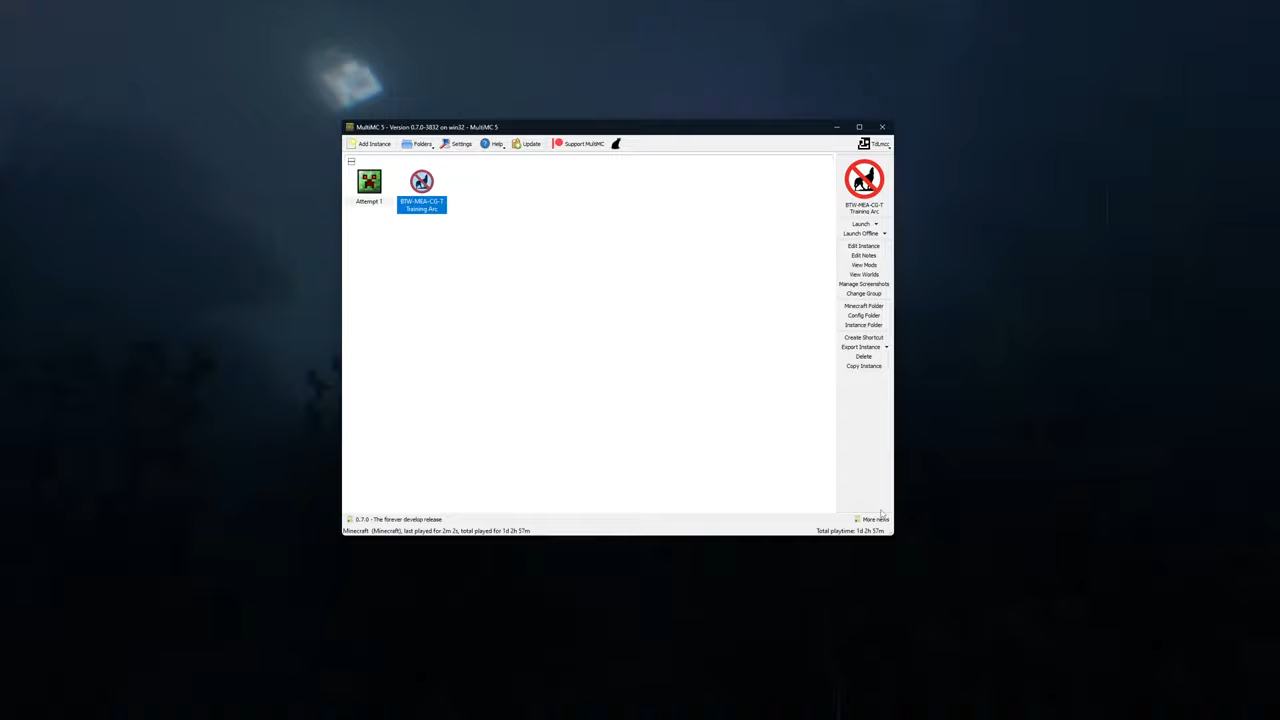 MultiMC 5 - Version 0.7.0-3832 on win32 - MultiMC 5
Add Instance Folders Settings Help Update Support MultiMC TdLmcc
Attempt 1
BTW-MEA-CG-T
Training Arc
BTW-MEA-CG-T
Training Arc
Launch
Launch Offline
Edit Instance
Edit Notes
View Mods
View Worlds
Manage Screenshots
Change Group
Minecraft Folder
Config Folder
Instance Folder
Create Shortcut
Export Instance
Delete
Copy Instance
0.7.0 - The forever develop release More news
Minecraft (Minecraft), last played for 2m 2s, total played for 1d 2h 57m Total playtime: 1d 2h 57m